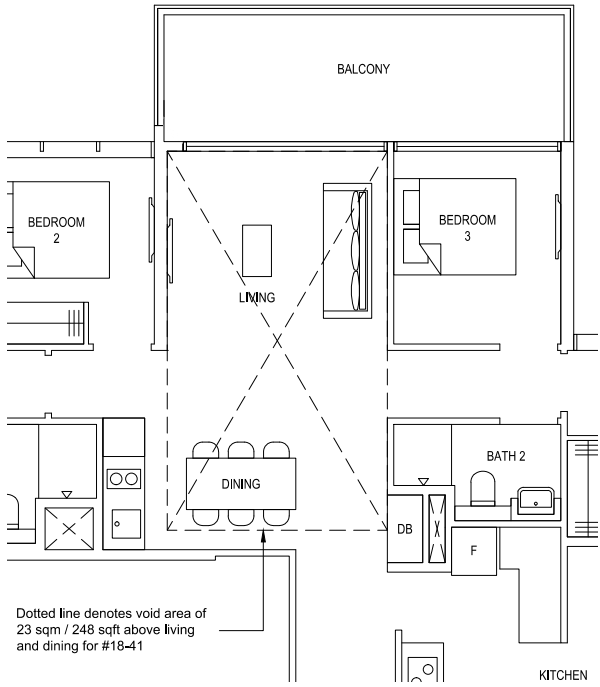 BALCONY
BEDROOM
2
BEDROOM
3
LIVING
DINING
BATH 2
DB
F
Dotted line denotes void area of
23 sqm / 248 sqft above living
and dining for #18-41
KITCHEN